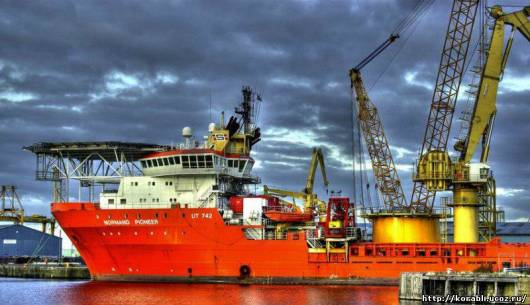 NORMAND PIONEER
UT 742
http://korabli.ucoz.ru/